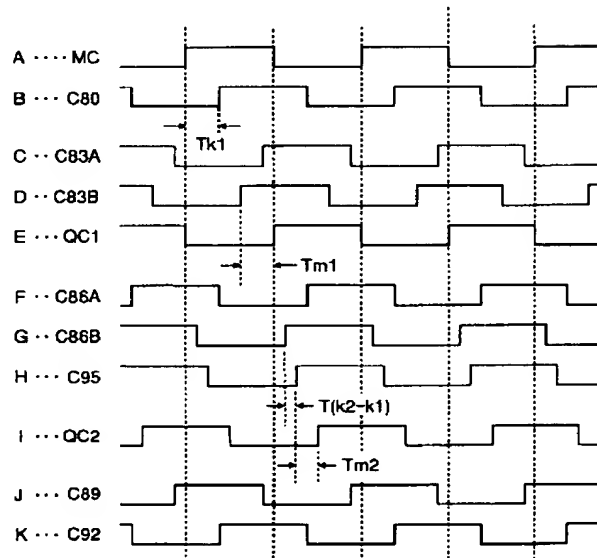 A ···· MC
B ··· C80
Tk1
C ·· C83A
D ·· C83B
E ··· QC1
Tm1
F ·· C86A
G ·· C86B
H ··· C95
T(k2-k1)
I ··· QC2
Tm2
J ··· C89
K ··· C92